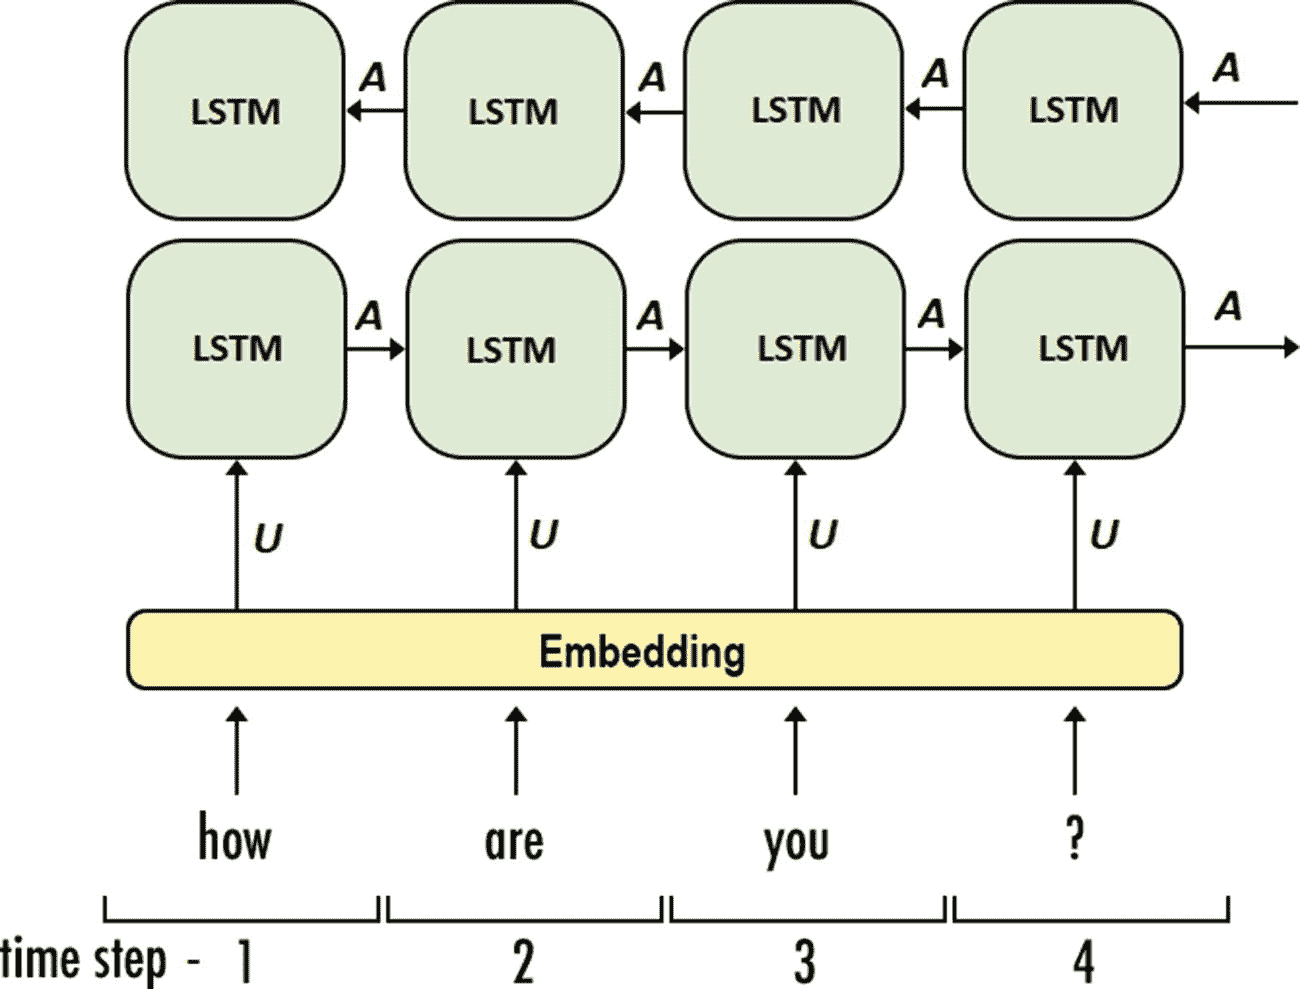 A A A A
LSTM LSTM LSTM LSTM
A A A A
LSTM LSTM LSTM LSTM
U U U U
Embedding
how are you ?
time step - 1 2 3 4